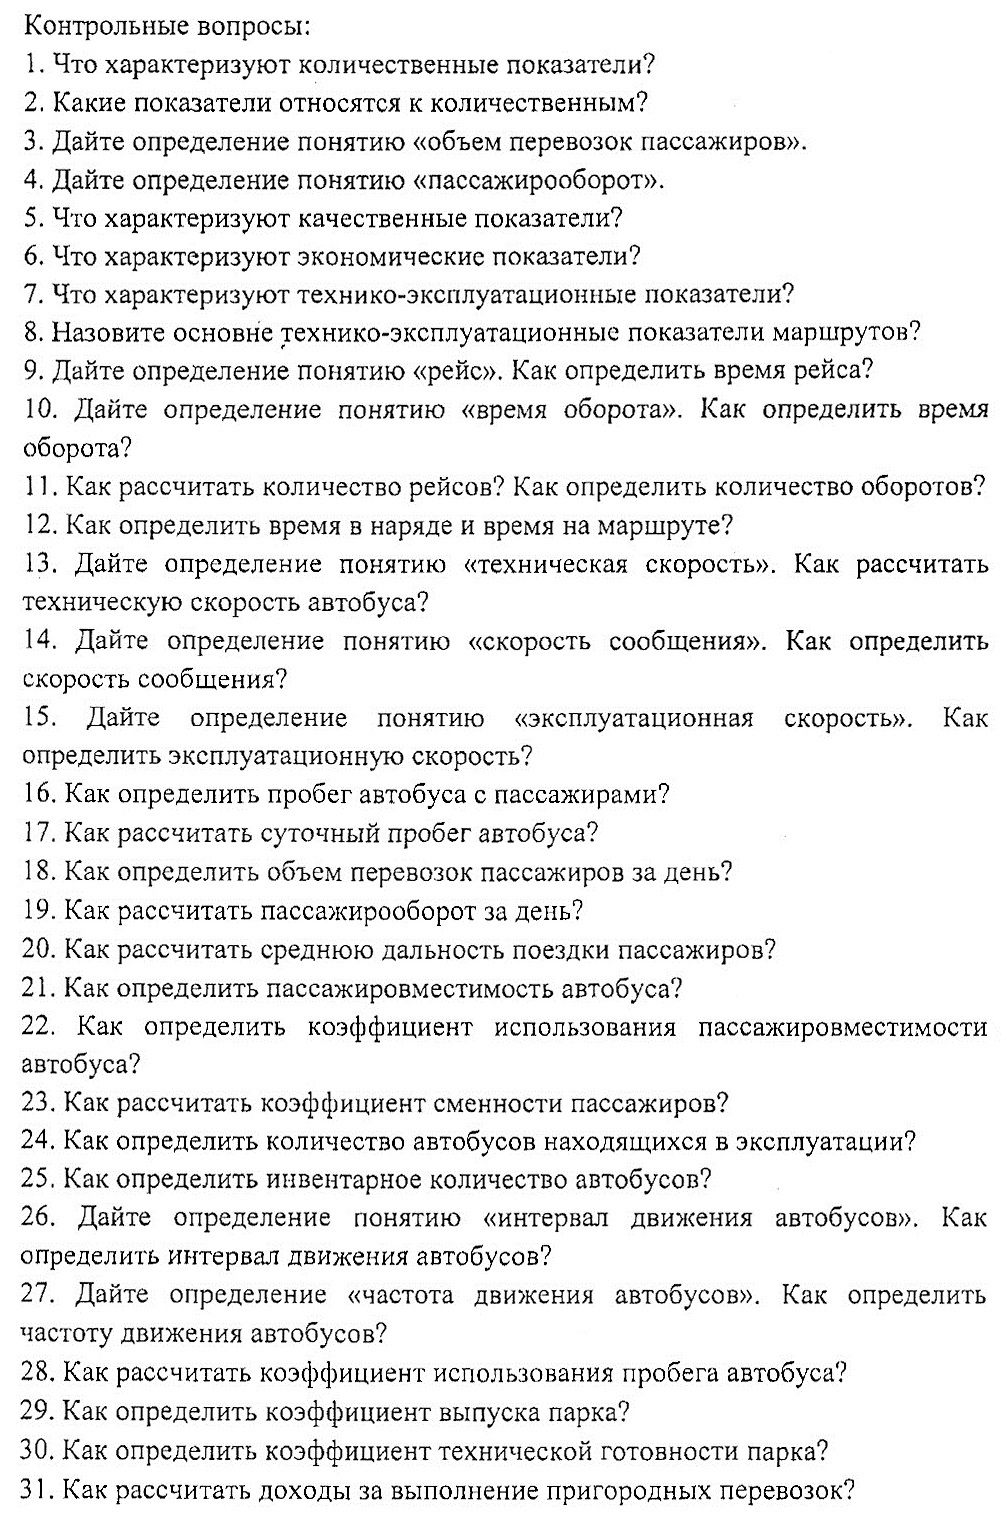 Контрольные вопросы:
1. Что характеризуют количественные показатели?
2. Какие показатели относятся к количественным?
3. Дайте определение понятию «объем перевозок пассажиров».
4. Дайте определение понятию «пассажирооборот».
5. Что характеризуют качественные показатели?
6. Что характеризуют экономические показатели?
7. Что характеризуют технико-эксплуатационные показатели?
8. Назовите основне технико-эксплуатационные показатели маршрутов?
9. Дайте определение понятию «рейс». Как определить время рейса?
10. Дайте определение понятию «время оборота». Как определить время
оборота?
11. Как рассчитать количество рейсов? Как определить количество оборотов?
12. Как определить время в наряде и время на маршруте?
13. Дайте определение понятию «техническая скорость». Как рассчитать
техническую скорость автобуса?
14. Дайте определение понятию «скорость сообщения». Как определить
скорость сообщения?
15. Дайте определение понятию «эксплуатационная скорость». Как
определить эксплуатационную скорость?
16. Как определить пробег автобуса с пассажирами?
17. Как рассчитать суточный пробег автобуса?
18. Как определить объем перевозок пассажиров за день?
19. Как рассчитать пассажирооборот за день?
20. Как рассчитать среднюю дальность поездки пассажиров?
21. Как определить пассажировместимость автобуса?
22. Как определить коэффициент использования пассажировместимости
автобуса?
23. Как рассчитать коэффициент сменности пассажиров?
24. Как определить количество автобусов находящихся в эксплуатации?
25. Как определить инвентарное количество автобусов?
26. Дайте определение понятию «интервал движения автобусов». Как
определить интервал движения автобусов?
27. Дайте определение «частота движения автобусов». Как определить
частоту движения автобусов?
28. Как рассчитать коэффициент использования пробега автобуса?
29. Как определить коэффициент выпуска парка?
30. Как определить коэффициент технической готовности парка?
31. Как рассчитать доходы за выполнение пригородных перевозок?